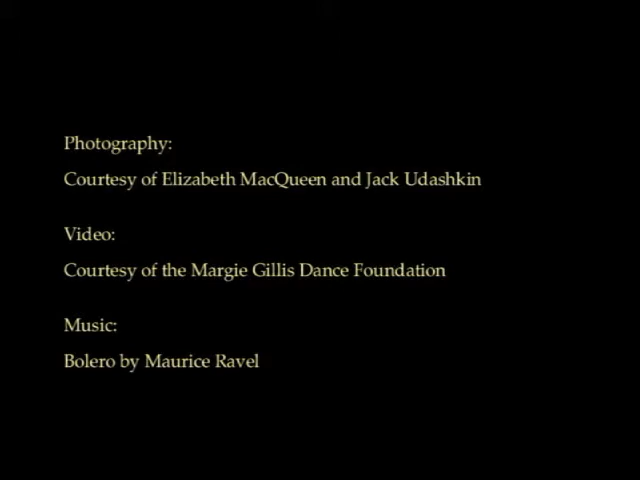 Photography:
Courtesy of Elizabeth MacQueen and Jack Udashkin
Video:
Courtesy of the Margie Gillis Dance Foundation
Music:
Bolero by Maurice Ravel